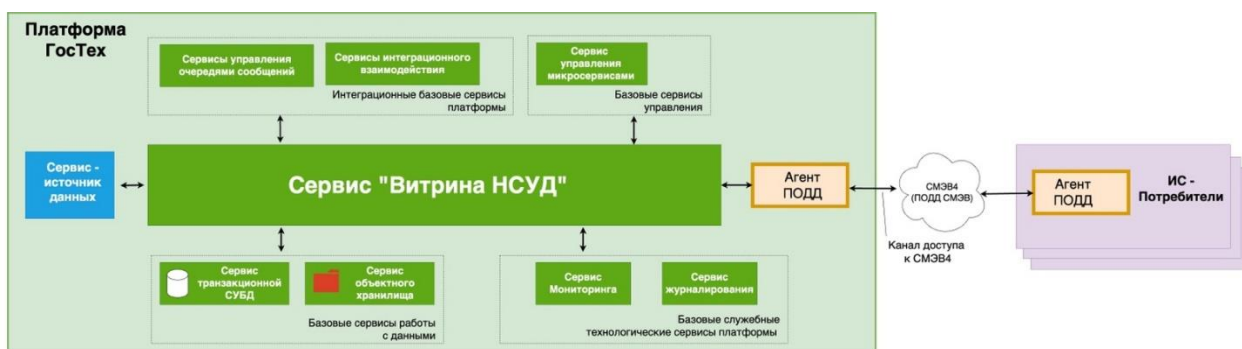 Платформа
ГосТех
Сервисы управления
очередями сообщений
Сервисы интеграционного
взаимодействия
Интеграционные базовые сервисы
платформы
Сервис
управления
микросервисами
Базовые сервисы
управления
Сервис -
источник
данных
Сервис "Витрина НСУД"
Агент
ПОДД
СМЭВ4
(ПОДД СМЭВ)
Канал доступа
к СМЭВ4
Агент
ПОДД
ИС -
Потребители
Сервис
транзакционной
СУБД
Сервис
объектного
хранилища
Базовые сервисы работы
с данными
Сервис
Мониторинга
Сервис
журналирования
Базовые служебные
технологические сервисы платформы